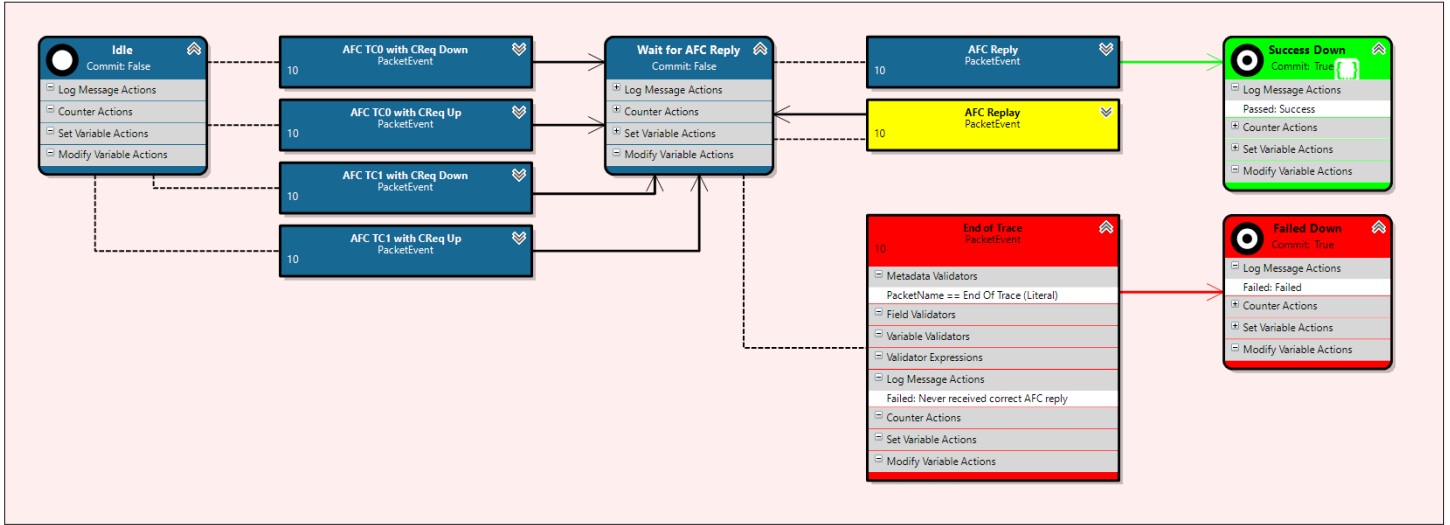 Idle
Commit: False
Log Message Actions
Counter Actions
Set Variable Actions
Modify Variable Actions
AFC TC0 with CReq Down
PacketEvent
10
AFC TC0 with CReq Up
PacketEvent
10
AFC TC1 with CReq Down
PacketEvent
10
AFC TC1 with CReq Up
PacketEvent
10
Wait for AFC Reply
Commit: False
Log Message Actions
Counter Actions
Set Variable Actions
Modify Variable Actions
AFC Reply
PacketEvent
10
AFC Replay
PacketEvent
10
End of Trace
PacketEvent
10
Metadata Validators
PacketName == End Of Trace (Literal)
Field Validators
Variable Validators
Validator Expressions
Log Message Actions
Failed: Never received correct AFC reply
Counter Actions
Set Variable Actions
Modify Variable Actions
Success Down
Commit: True
Log Message Actions
Passed: Success
Counter Actions
Set Variable Actions
Modify Variable Actions
Failed Down
Commit: True
Log Message Actions
Failed: Failed
Counter Actions
Set Variable Actions
Modify Variable Actions